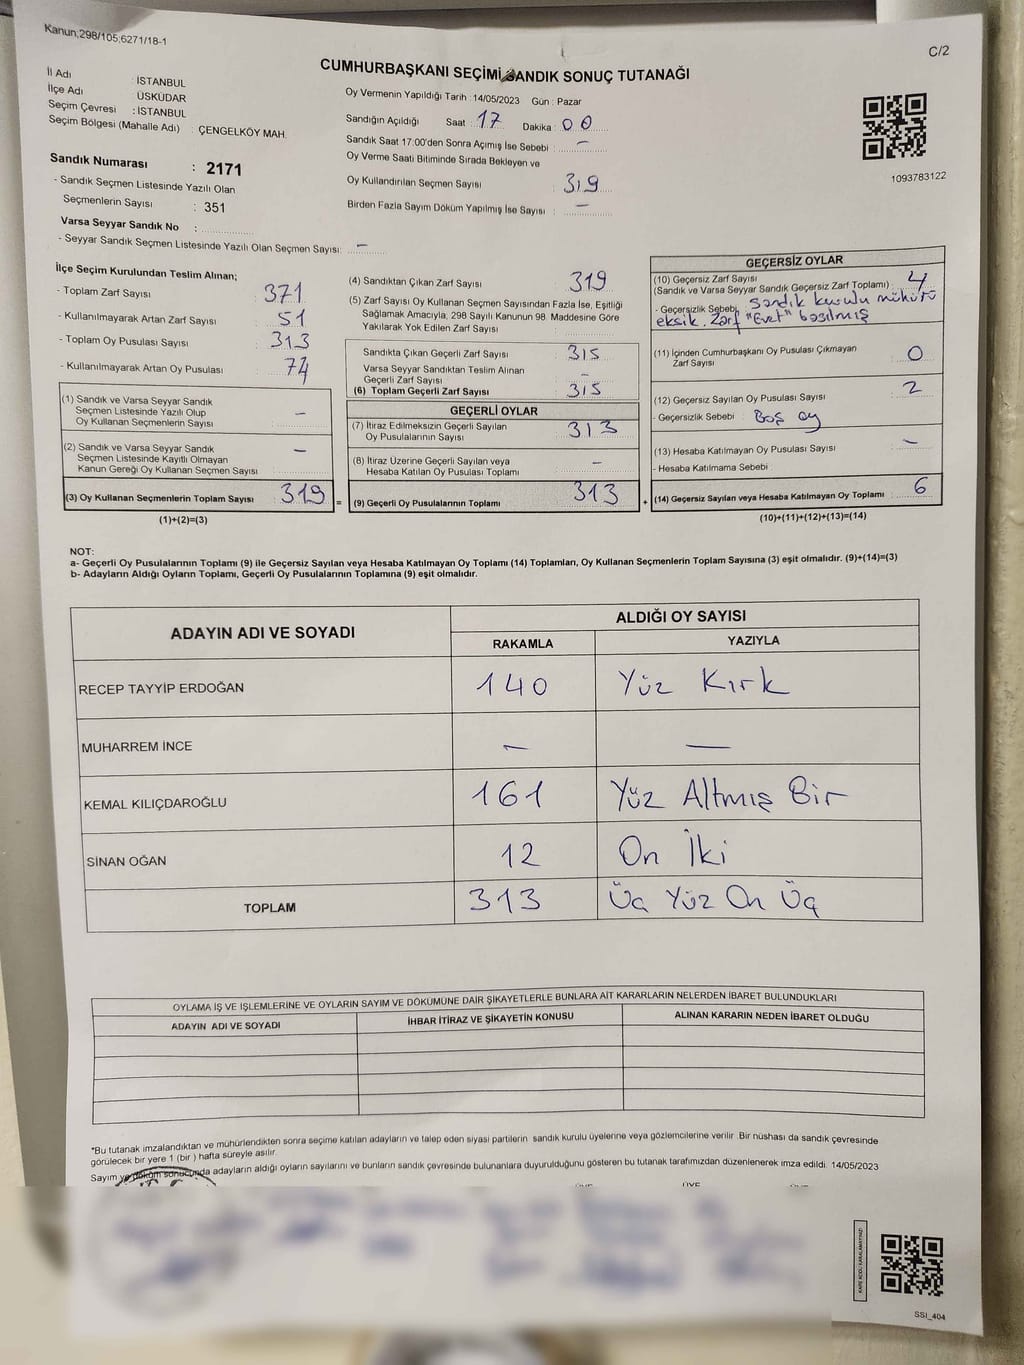 Kanun;298/105;6271/18-1
C/2
CUMHURBAŞKANI SEÇİMİ SANDIK SONUÇ TUTANAĞI
İl Adı : İSTANBUL
İlçe Adı : ÜSKÜDAR
Seçim Çevresi : İSTANBUL
Seçim Bölgesi (Mahalle Adı) : ÇENGELKÖY MAH.
Sandık Numarası : 2171
- Sandık Seçmen Listesinde Yazılı Olan
Seçmenlerin Sayısı : 351
Varsa Seyyar Sandık No :
- Seyyar Sandık Seçmen Listesinde Yazılı Olan Seçmen Sayısı: –
Oy Vermenin Yapıldığı Tarih : 14/05/2023 Gün : Pazar
Sandığın Açıldığı Saat : 17 Dakika : 00
Sandık Saat 17:00'den Sonra Açılmış İse Sebebi : –
Oy Verme Saati Bitiminde Sırada Bekleyen ve
Oy Kullandırılan Seçmen Sayısı : 319
Birden Fazla Sayım Döküm Yapılmış İse Sayısı : –
1093783122
İlçe Seçim Kurulundan Teslim Alınan;
- Toplam Zarf Sayısı : 371
- Kullanılmayarak Artan Zarf Sayısı : 51
- Toplam Oy Pusulası Sayısı : 313
- Kullanılmayarak Artan Oy Pusulası : 74
(1) Sandık ve Varsa Seyyar Sandık
Seçmen Listesinde Yazılı Olup
Oy Kullanan Seçmenlerin Sayısı : –
(2) Sandık ve Varsa Seyyar Sandık
Seçmen Listesinde Kayıtlı Olmayan
Kanun Gereği Oy Kullanan Seçmen Sayısı : –
(3) Oy Kullanan Seçmenlerin Toplam Sayısı : 319 =
(1)+(2)=(3)
(4) Sandıktan Çıkan Zarf Sayısı : 319
(5) Zarf Sayısı Oy Kullanan Seçmen Sayısından Fazla İse, Eşitliği
Sağlamak Amacıyla, 298 Sayılı Kanunun 98. Maddesine Göre
Yakılarak Yok Edilen Zarf Sayısı
Sandıkta Çıkan Geçerli Zarf Sayısı : 315
Varsa Seyyar Sandıktan Teslim Alınan
Geçerli Zarf Sayısı : –
(6) Toplam Geçerli Zarf Sayısı : 315
GEÇERLİ OYLAR
(7) İtiraz Edilmeksizin Geçerli Sayılan
Oy Pusulalarının Sayısı : 313
(8) İtiraz Üzerine Geçerli Sayılan veya
Hesaba Katılan Oy Pusulası Toplamı : –
(9) Geçerli Oy Pusulalarının Toplamı : 313 +
GEÇERSİZ OYLAR
(10) Geçersiz Zarf Sayısı
(Sandık ve Varsa Seyyar Sandık Geçersiz Zarf Toplamı) : 4
- Geçersizlik Sebebi : Sandık kurulu mühürü
eksik. Zarf "Evet" basılmış
(11) İçinden Cumhurbaşkanı Oy Pusulası Çıkmayan
Zarf Sayısı : 0
(12) Geçersiz Sayılan Oy Pusulası Sayısı : 2
- Geçersizlik Sebebi : Boş oy
(13) Hesaba Katılmayan Oy Pusulası Sayısı : –
- Hesaba Katılmama Sebebi
(14) Geçersiz Sayılan veya Hesaba Katılmayan Oy Toplamı : 6
(10)+(11)+(12)+(13)=(14)
NOT:
a- Geçerli Oy Pusulalarının Toplamı (9) ile Geçersiz Sayılan veya Hesaba Katılmayan Oy Toplamı (14) Toplamları, Oy Kullanan Seçmenlerin Toplam Sayısına (3) eşit olmalıdır. (9)+(14)=(3)
b- Adayların Aldığı Oyların Toplamı, Geçerli Oy Pusulalarının Toplamına (9) eşit olmalıdır.
ADAYIN ADI VE SOYADI
ALDIĞI OY SAYISI
RAKAMLA YAZIYLA
RECEP TAYYİP ERDOĞAN 140 Yüz Kırk
MUHARREM İNCE – –
KEMAL KILIÇDAROĞLU 161 Yüz Altmış Bir
SİNAN OĞAN 12 On İki
TOPLAM 313 Üç Yüz On Üç
OYLAMA İŞ VE İŞLEMLERİNE VE OYLARIN SAYIM VE DÖKÜMÜNE DAİR ŞİKAYETLERLE BUNLARA AİT KARARLARIN NELERDEN İBARET BULUNDUKLARI
ADAYIN ADI VE SOYADI İHBAR İTİRAZ VE ŞİKAYETİN KONUSU ALINAN KARARIN NEDEN İBARET OLDUĞU
*Bu tutanak imzalandıktan ve mühürlendikten sonra seçime katılan adayların ve talep eden siyasi partilerin sandık kurulu üyelerine veya gözlemcilerine verilir. Bir nüshası da sandık çevresinde
görülecek bir yere 1 (bir) hafta süreyle asılır.
Sayım ve döküm sonucunda adayların aldığı oyların sayılarını ve bunların sandık çevresinde bulunanlara duyurulduğunu gösteren bu tutanak tarafımızdan düzenlenerek imza edildi. 14/05/2023
SSI_404